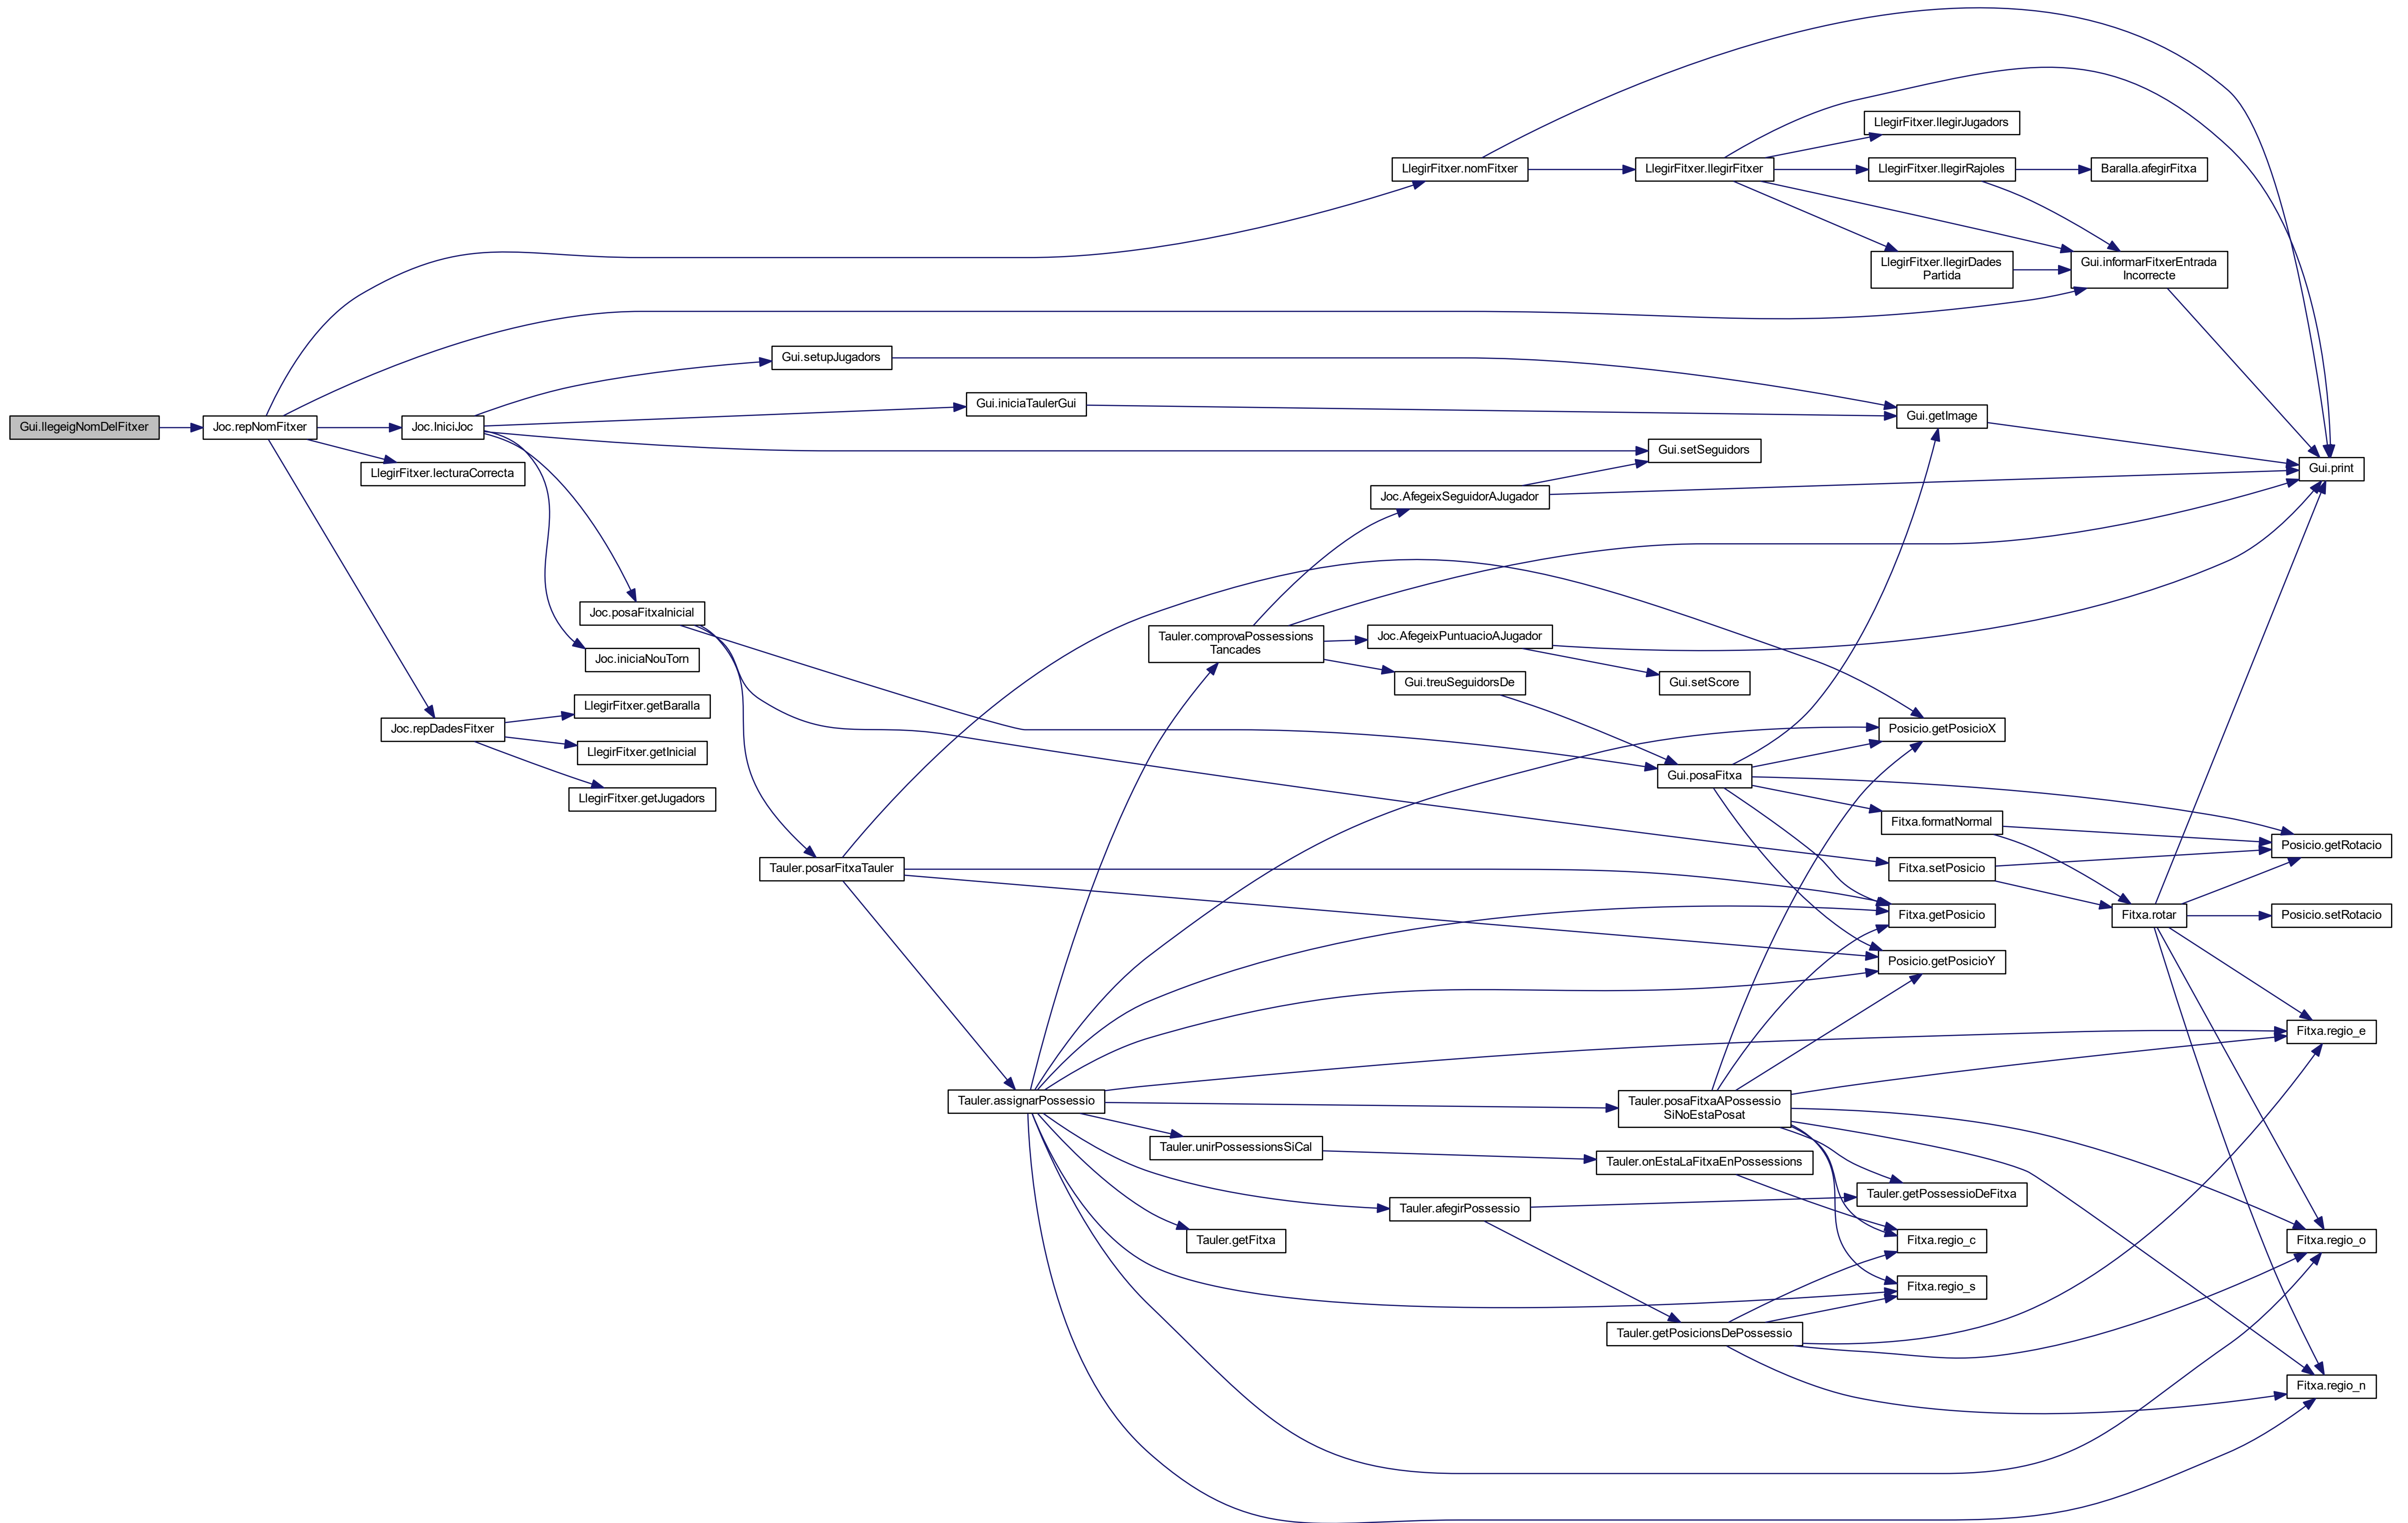 LlegirFitxer.llegirJugadors
LlegirFitxer.nomFitxer
LlegirFitxer.llegirFitxer
LlegirFitxer.llegirRajoles
Baralla.afegirFitxa
LlegirFitxer.llegirDades
Partida
Gui.informarFitxerEntrada
Incorrecte
Gui.setupJugadors
Gui.iniciaTaulerGui
Gui.getImage
Gui.llegeigNomDelFitxer
Joc.repNomFitxer
Joc.IniciJoc
Gui.setSeguidors
LlegirFitxer.lecturaCorrecta
Gui.print
Joc.AfegeixSeguidorAJugador
Joc.posaFitxaInicial
Tauler.comprovaPossessions
Tancades
Joc.AfegeixPuntuacioAJugador
Joc.iniciaNouTorn
Gui.treuSeguidorsDe
Gui.setScore
LlegirFitxer.getBaralla
Joc.repDadesFitxer
Posicio.getPosicioX
LlegirFitxer.getInicial
Gui.posaFitxa
LlegirFitxer.getJugadors
Fitxa.formatNormal
Posicio.getRotacio
Tauler.posarFitxaTauler
Fitxa.setPosicio
Fitxa.getPosicio
Fitxa.rotar
Posicio.setRotacio
Posicio.getPosicioY
Fitxa.regio_e
Tauler.assignarPossessio
Tauler.posaFitxaAPossessio
SiNoEstaPosat
Tauler.unirPossessionsSiCal
Tauler.onEstaLaFitxaEnPossessions
Tauler.getPossessioDeFitxa
Tauler.afegirPossessio
Tauler.getFitxa
Fitxa.regio_c
Fitxa.regio_o
Fitxa.regio_s
Tauler.getPosicionsDePossessio
Fitxa.regio_n